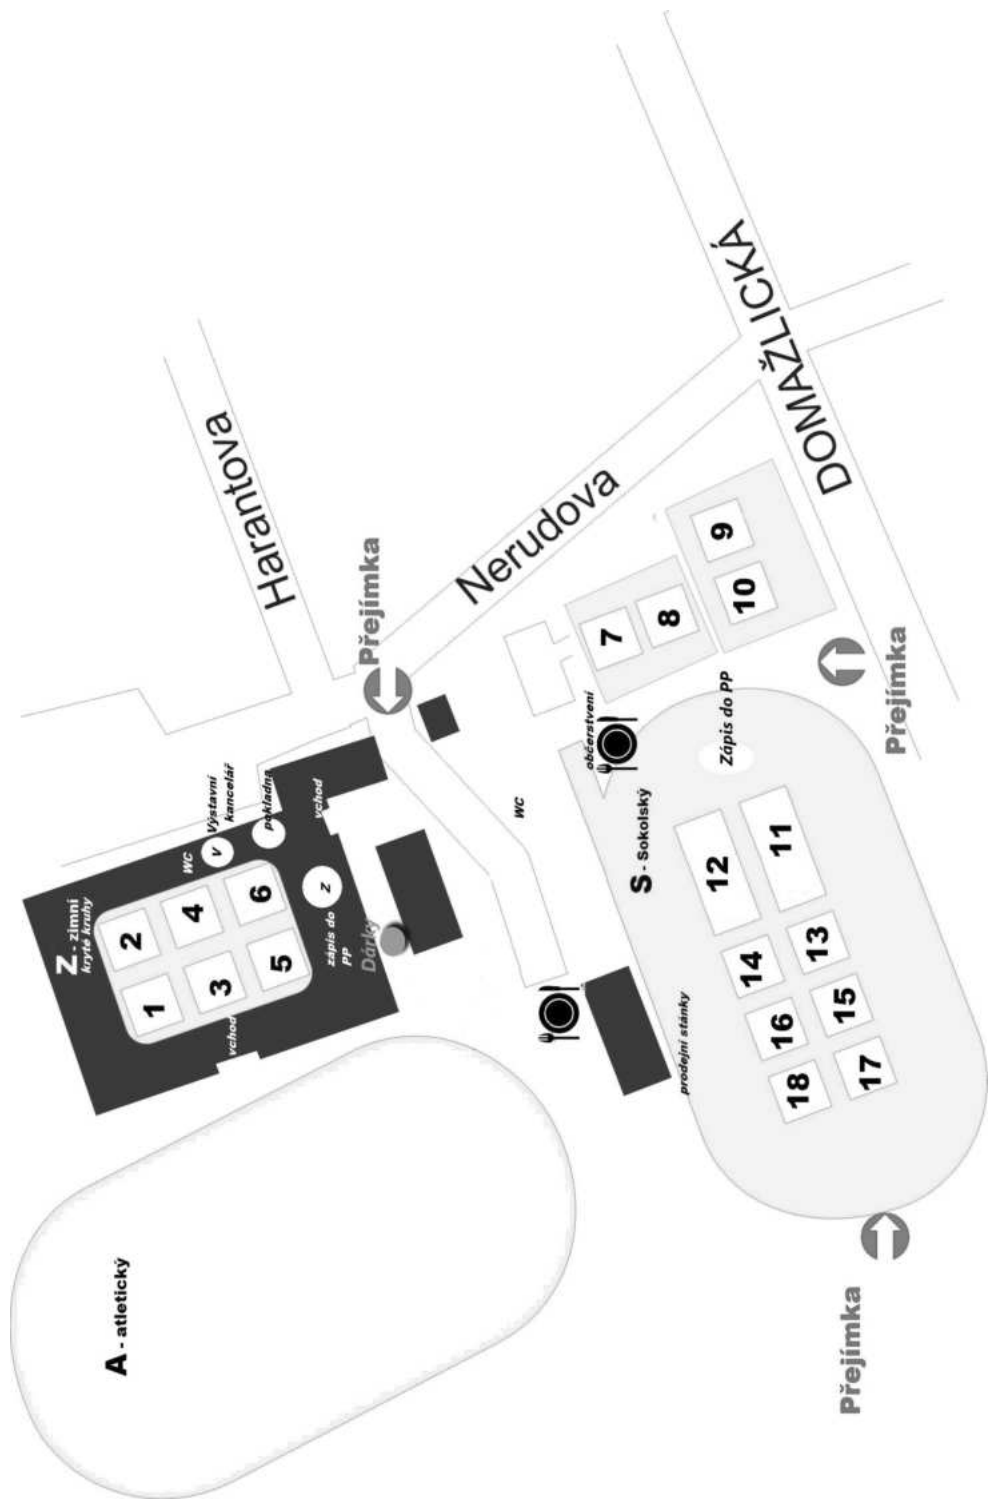 Z - zimní
kryté kruhy
WC
Výstavní
kancelář
V
pokladna
vchod
1
2
3
4
5
6
Z
zápis do
PP
Dárky
vchod
A - atletický
Harantova
Přejímka
Nerudova
DOMAŽLICKÁ
WC
občerstvení
7
8
9
10
Zápis do PP
Přejímka
S - Sokolský
prodejní stánky
11
12
13
14
15
16
17
18
Přejímka